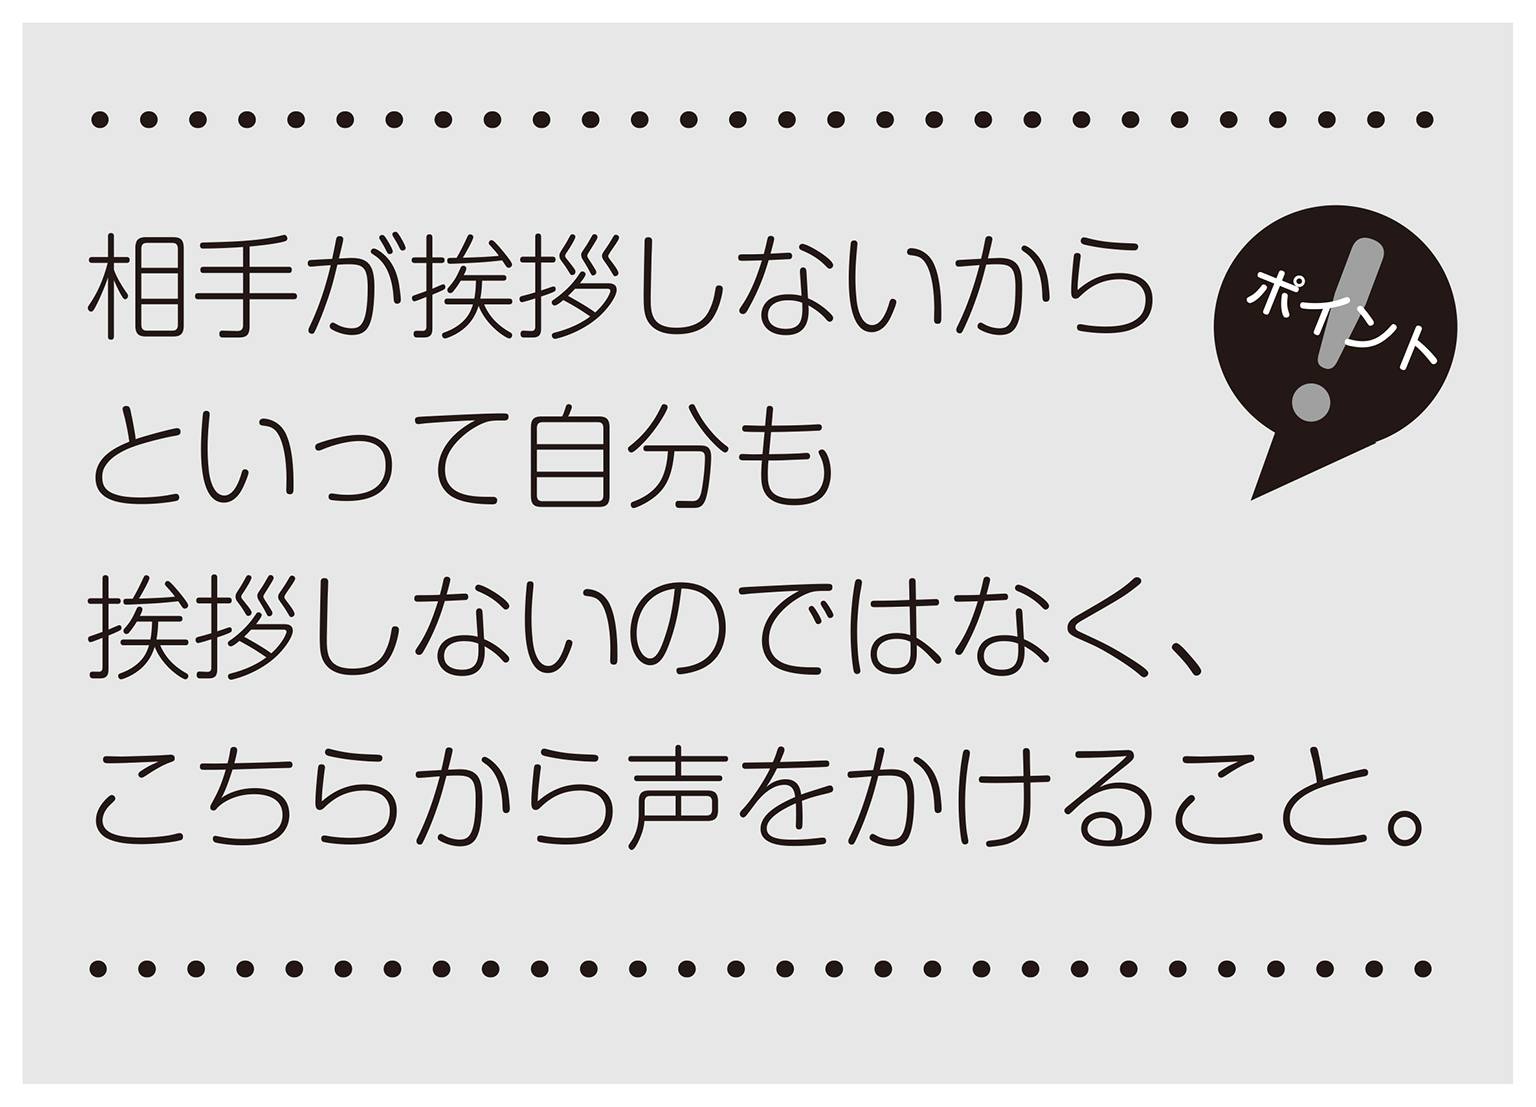 相手が挨拶しないから
といって自分も
挨拶しないのではなく、
こちらから声をかけること。
ポイント
!